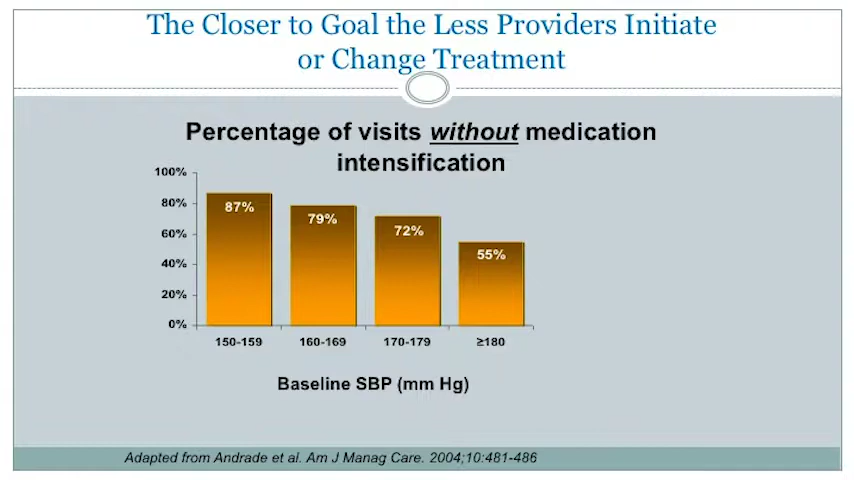 The Closer to Goal the Less Providers Initiate
or Change Treatment
Percentage of visits without medication
intensification
100%
80%
60%
40%
20%
0%
87%
79%
72%
55%
150-159
160-169
170-179
≥180
Baseline SBP (mm Hg)
Adapted from Andrade et al. Am J Manag Care. 2004;10:481-486